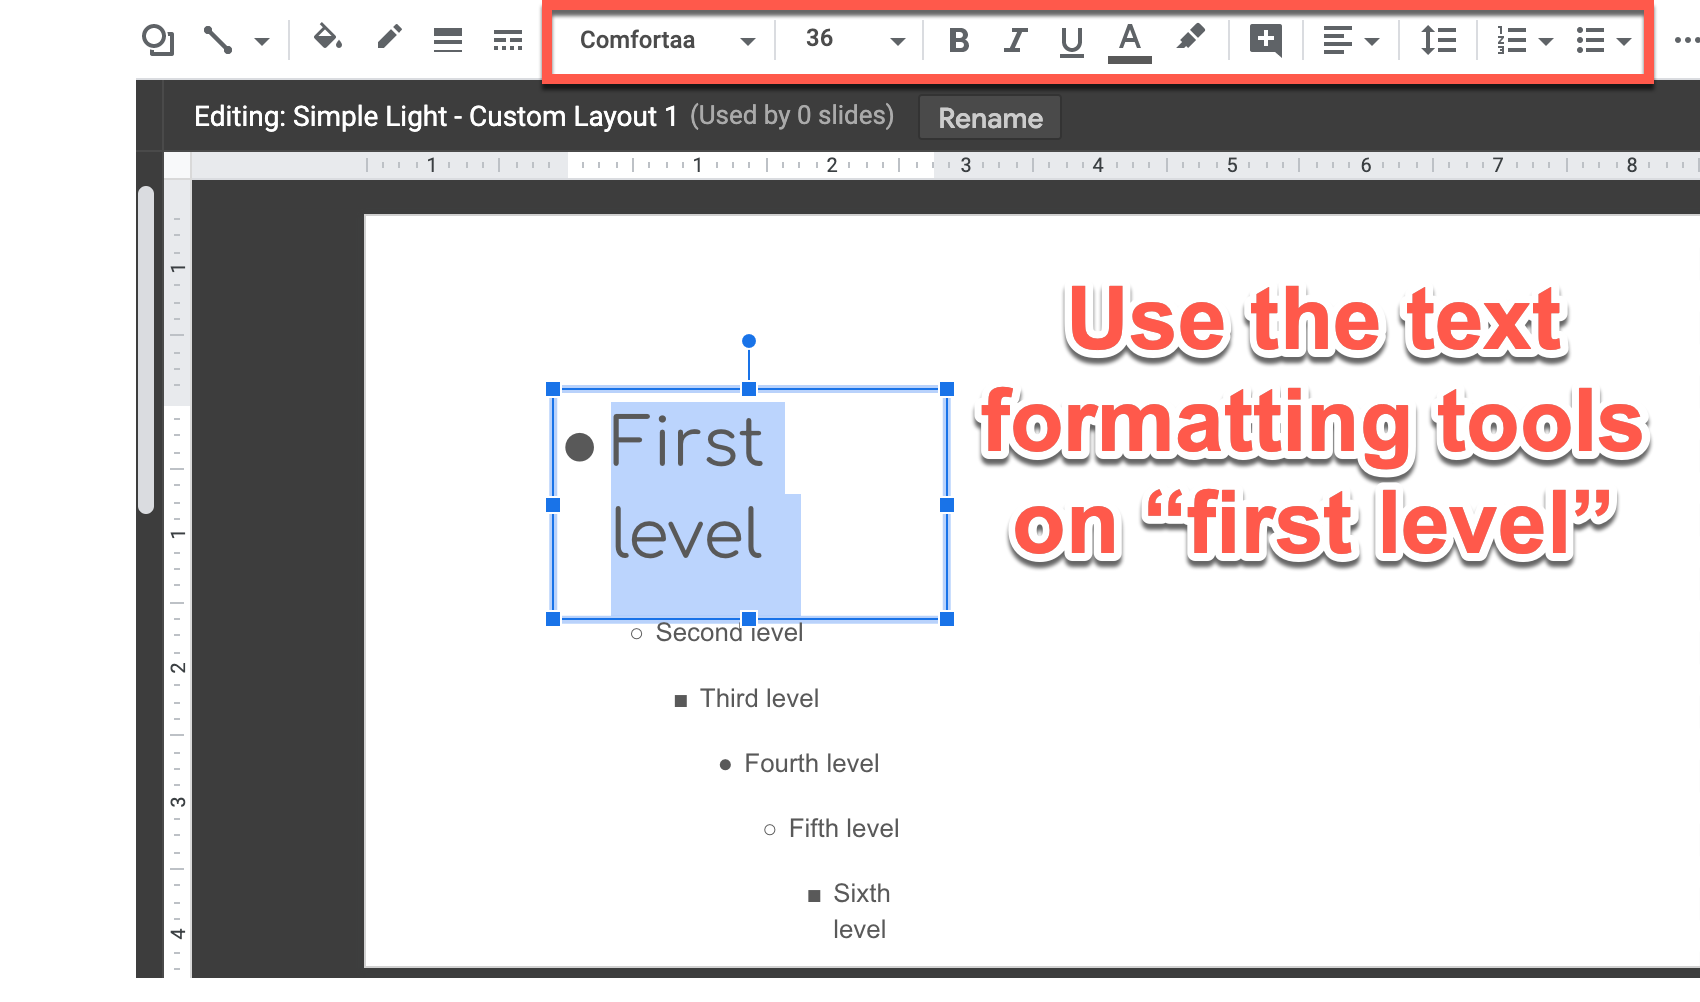 Comfortaa 36 B I U A
Editing: Simple Light - Custom Layout 1 (Used by 0 slides) Rename
1 1 2 3 4 5 6 7 8
1
1
2
3
4
Use the text
formatting tools
on “first level”
● First
level
○ Second level
■ Third level
● Fourth level
○ Fifth level
■ Sixth
level